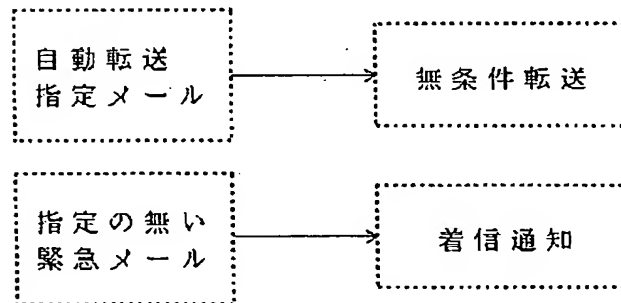 自動転送
指定メール
無条件転送
指定の無い
緊急メール
着信通知